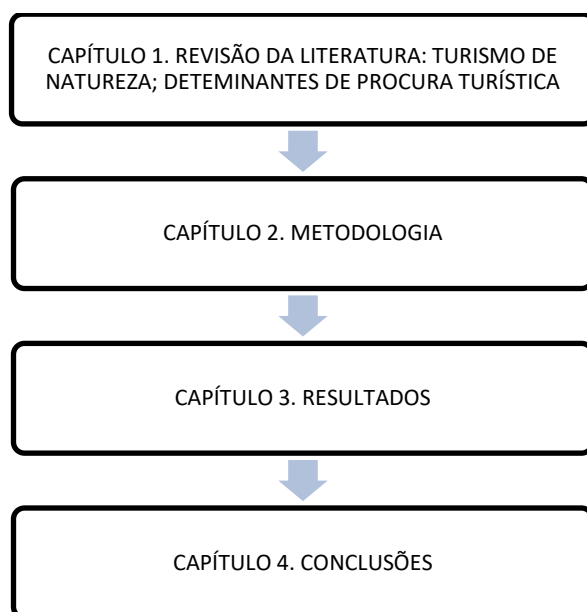 CAPÍTULO 1. REVISÃO DA LITERATURA: TURISMO DE
NATUREZA; DETEMINANTES DE PROCURA TURÍSTICA
CAPÍTULO 2. METODOLOGIA
CAPÍTULO 3. RESULTADOS
CAPÍTULO 4. CONCLUSÕES